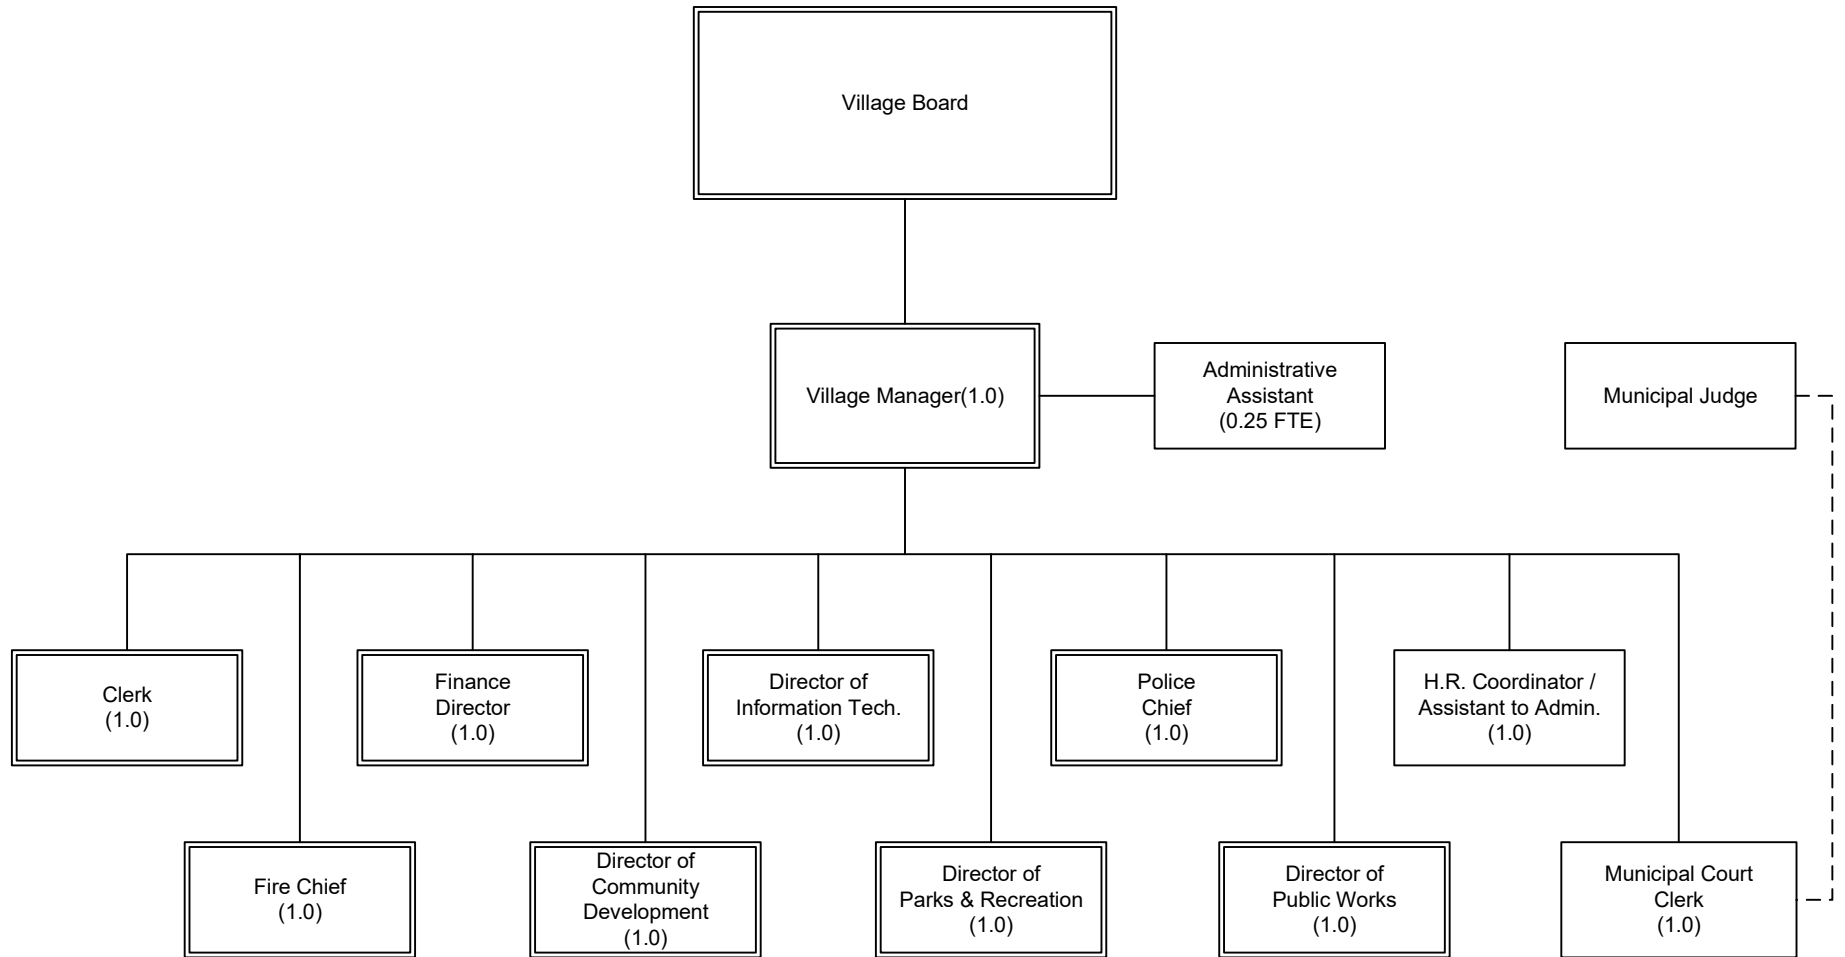 Village Board
Village Manager(1.0)
Administrative
Assistant
(0.25 FTE)
Municipal Judge
Clerk
(1.0)
Finance
Director
(1.0)
Director of
Information Tech.
(1.0)
Police
Chief
(1.0)
H.R. Coordinator /
Assistant to Admin.
(1.0)
Fire Chief
(1.0)
Director of
Community
Development
(1.0)
Director of
Parks & Recreation
(1.0)
Director of
Public Works
(1.0)
Municipal Court
Clerk
(1.0)